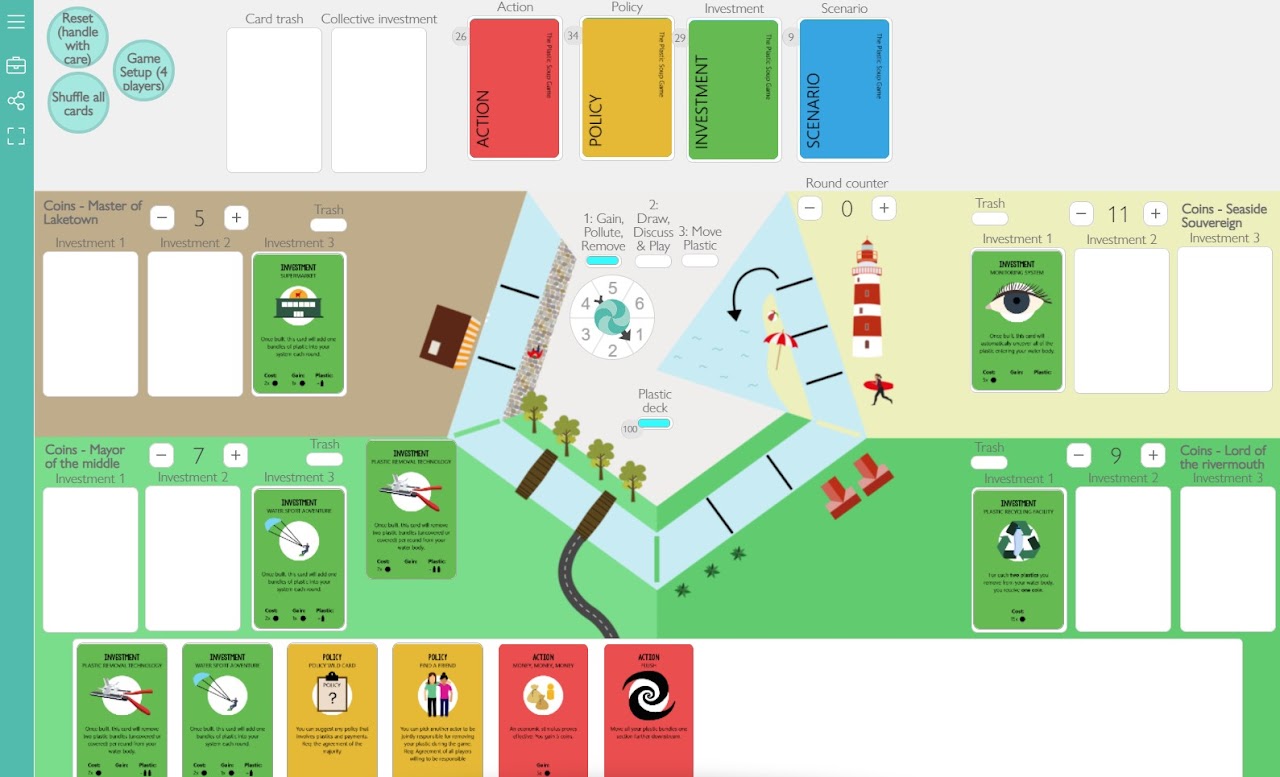 Reset
(handle
with
care)
Game
Setup (4
players)
Shuffle all
cards
Card trash
Collective investment
Action
Policy
Investment
Scenario
26
ACTION
The Plastic Soup Game
34
POLICY
The Plastic Soup Game
29
INVESTMENT
The Plastic Soup Game
9
SCENARIO
The Plastic Soup Game
Round counter
− 0 +
Coins - Master of
Laketown
− 5 +
Trash
Investment 1
Investment 2
Investment 3
INVESTMENT
SUPERMARKET
Once built, this card will add one
bundles of plastic into your
system each round.
Cost: Gain: Plastic:
1: Gain,
Pollute,
Remove
2:
Draw,
Discuss
& Play
3: Move
Plastic
5
6
1
2
3
4
Plastic
deck
100
Trash
− 11 +
Coins - Seaside
Souvereign
Investment 1
Investment 2
Investment 3
INVESTMENT
MONITORING SYSTEM
Once built, this card will
automatically uncover all of the
plastic entering your water body.
Cost: Gain: Plastic:
Coins - Mayor
of the middle
− 7 +
Trash
Investment 1
Investment 2
Investment 3
INVESTMENT
WATER SPORT ADVENTURE
Once built, this card will add one
bundles of plastic into your
system each round.
Cost: Gain: Plastic:
INVESTMENT
PLASTIC REMOVAL TECHNOLOGY
Once built, this card will remove
two plastic bundles (uncovered or
covered) per round from your
water body.
Cost: Gain: Plastic:
Trash
− 9 +
Coins - Lord of
the rivermouth
Investment 1
Investment 2
Investment 3
INVESTMENT
PLASTIC RECYCLING FACILITY
For each two plastics you
remove from your water body,
you receive one coin.
Cost:
INVESTMENT
PLASTIC REMOVAL TECHNOLOGY
Once built, this card will remove
two plastic bundles (uncovered or
covered) per round from your
water body.
Cost: Gain: Plastic:
INVESTMENT
WATER SPORT ADVENTURE
Once built, this card will add one
bundles of plastic into your
system each round.
Cost: Gain: Plastic:
POLICY
POLICY WILD CARD
POLICY
?
You can suggest any policy that
involves plastics and payments.
Req: the agreement of the
majority
POLICY
FIND A FRIEND
You can pick another actor to be
jointly responsible for removing
your plastic during the game.
Req: Agreement of all players
willing to be responsible
ACTION
MONEY, MONEY, MONEY
An economic stimulus proves
effective. You gain 3 coins.
Gain:
ACTION
FLUSH
Move all your plastic bundles one
section further downstream.